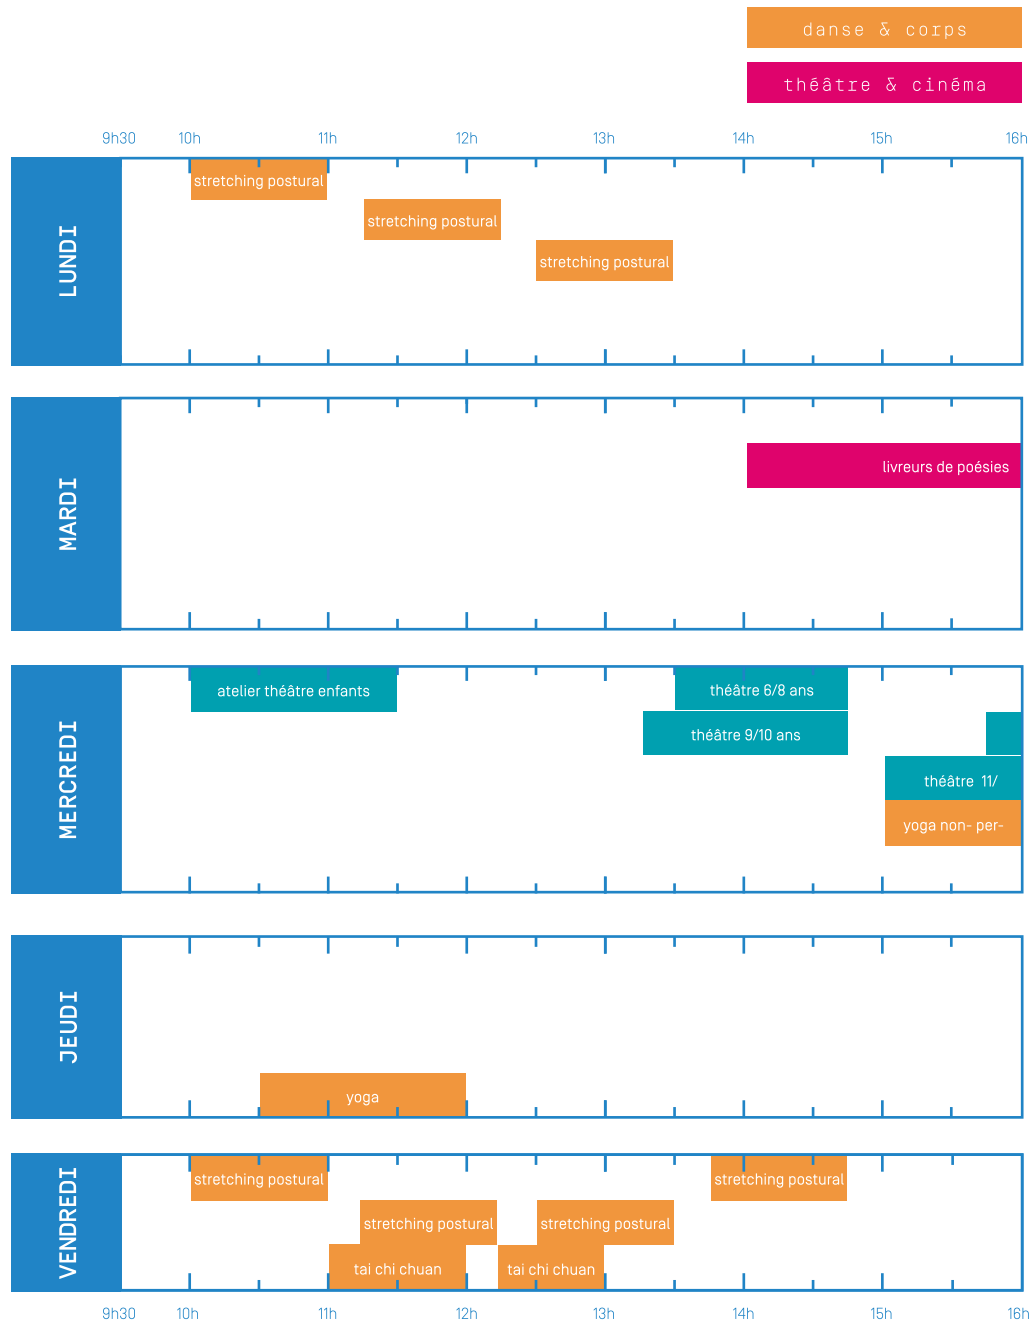 danse & corps
théâtre & cinéma
9h30 10h 11h 12h 13h 14h 15h 16h
LUNDI
stretching postural
stretching postural
stretching postural
MARDI
livreurs de poésies
MERCREDI
atelier théâtre enfants
théâtre 6/8 ans
théâtre 9/10 ans
théâtre 11/
yoga non- per-
JEUDI
yoga
VENDREDI
stretching postural
stretching postural
stretching postural
stretching postural
tai chi chuan
tai chi chuan
9h30 10h 11h 12h 13h 14h 15h 16h